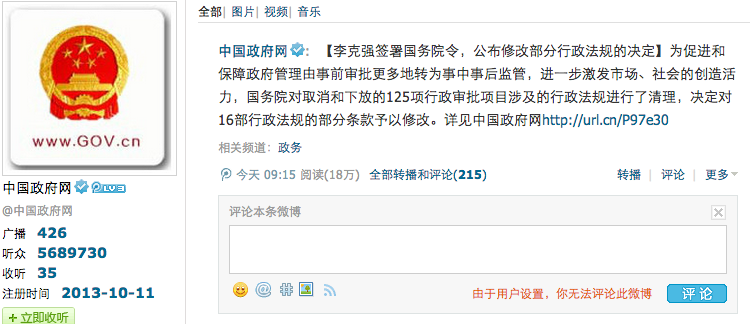 全部| 图片| 视频| 音乐
www.GOV.cn
中国政府网
@中国政府网
广播 426
听众 5689730
收听 35
注册时间 2013-10-11
+ 立即收听
中国政府网: 【李克强签署国务院令，公布修改部分行政法规的决定】为促进和
保障政府管理由事前审批更多地转为事中事后监管，进一步激发市场、社会的创造活
力，国务院对取消和下放的125项行政审批项目涉及的行政法规进行了清理，决定对
16部行政法规的部分条款予以修改。详见中国政府网http://url.cn/P97e30
相关频道：政务
今天 09:15 阅读(18万) 全部转播和评论(215) 转播 | 评论 | 更多
评论本条微博
由于用户设置，你无法评论此微博 评 论